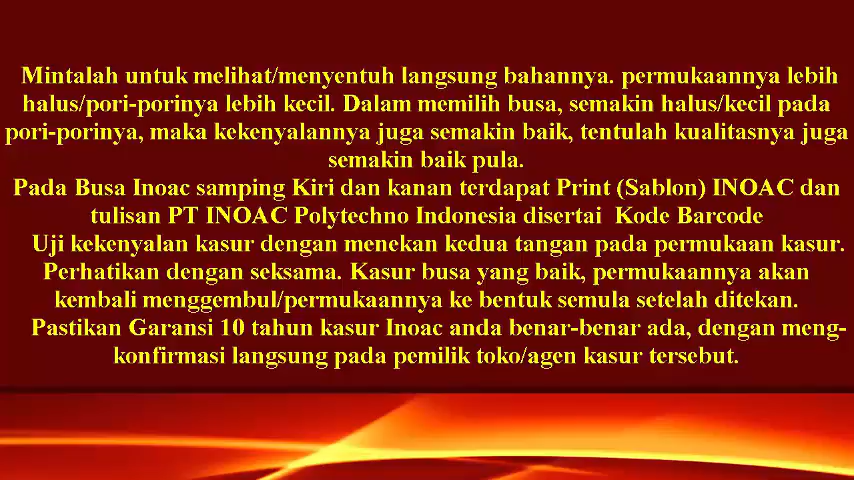 Mintalah untuk melihat/menyentuh langsung bahannya. permukaannya lebih
halus/pori-porinya lebih kecil. Dalam memilih busa, semakin halus/kecil pada
pori-porinya, maka kekenyalannya juga semakin baik, tentulah kualitasnya juga
semakin baik pula.
Pada Busa Inoac samping Kiri dan kanan terdapat Print (Sablon) INOAC dan
tulisan PT INOAC Polytechno Indonesia disertai Kode Barcode
Uji kekenyalan kasur dengan menekan kedua tangan pada permukaan kasur.
Perhatikan dengan seksama. Kasur busa yang baik, permukaannya akan
kembali menggembul/permukaannya ke bentuk semula setelah ditekan.
Pastikan Garansi 10 tahun kasur Inoac anda benar-benar ada, dengan meng-
konfirmasi langsung pada pemilik toko/agen kasur tersebut.